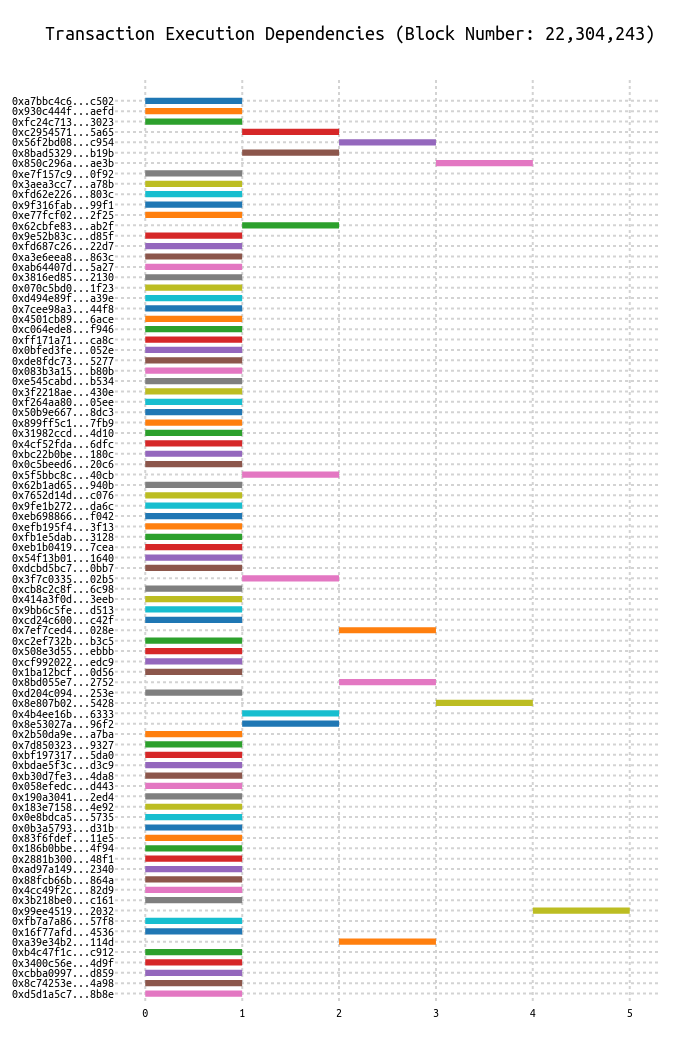 Transaction Execution Dependencies (Block Number: 22,304,243)
0xa7bbc4c6...c502
0x930c444f...aefd
0xfc24c713...3023
0xc2954571...5a65
0x56f2bd08...c954
0x8bad5329...b19b
0x850c296a...ae3b
0xe7f157c9...0f92
0x3aea3cc7...a78b
0xfd62e226...803c
0x9f316fab...99f1
0xe77fcf02...2f25
0x62cbfe83...ab2f
0x9e52b83c...d85f
0xfd687c26...22d7
0xa3e6eea8...863c
0xab64407d...5a27
0x3816ed85...2130
0x070c5bd0...1f23
0xd494e89f...a39e
0x7cee98a3...44f8
0x4501cb89...6ace
0xc064ede8...f946
0xff171a71...ca8c
0x0bfed3fe...052e
0xde8fdc73...5277
0x083b3a15...b80b
0xe545cabd...b534
0x3f2218ae...430e
0xf264aa80...05ee
0x50b9e667...8dc3
0x899ff5c1...7fb9
0x31982ccd...4d10
0x4cf52fda...6dfc
0xbc22b0be...180c
0x0c5beed6...20c6
0x5f5bbc8c...40cb
0x62b1ad65...940b
0x7652d14d...c076
0x9fe1b272...da6c
0xeb698866...f042
0xefb195f4...3f13
0xfb1e5dab...3128
0xeb1b0419...7cea
0x54f13b01...1640
0xdcbd5bc7...0bb7
0x3f7c0335...02b5
0xcb8c2c8f...6c98
0x414a3f0d...3eeb
0x9bb6c5fe...d513
0xcd24c600...c42f
0x7ef7ced4...028e
0xc2ef732b...b3c5
0x508e3d55...ebbb
0xcf992022...edc9
0x1ba12bcf...0d56
0x8bd055e7...2752
0xd204c094...253e
0x8e807b02...5428
0x4b4ee16b...6333
0x8e53027a...96f2
0x2b50da9e...a7ba
0x7d850323...9327
0xbf197317...5da0
0xbdae5f3c...d3c9
0xb30d7fe3...4da8
0x058efedc...d443
0x190a3041...2ed4
0x183e7158...4e92
0x0e8bdca5...5735
0x0b3a5793...d31b
0x83f6fdef...11e5
0x186b0bbe...4f94
0x2881b300...48f1
0xad97a149...2340
0x88fcb66b...864a
0x4cc49f2c...82d9
0x3b218be0...c161
0x99ee4519...2032
0xfb7a7a86...57f8
0x16f77afd...4536
0xa39e34b2...114d
0xb4c47f1c...c912
0x3400c56e...4d9f
0xcbba0997...d859
0x8c74253e...4a98
0xd5d1a5c7...8b8e
0 1 2 3 4 5